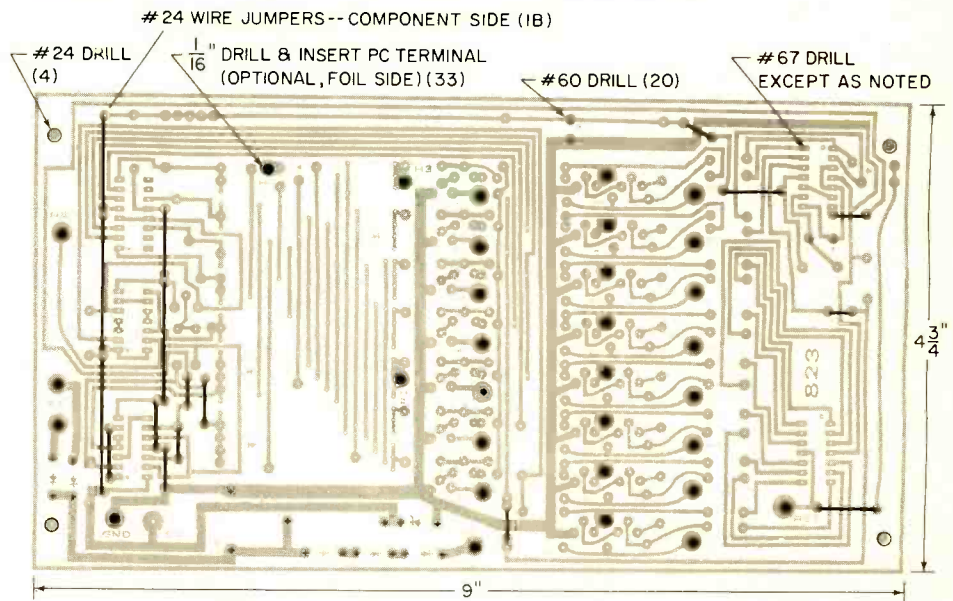 #24 WIRE JUMPERS--COMPONENT SIDE (18)
#24 DRILL
(4)
1/16" DRILL & INSERT PC TERMINAL
(OPTIONAL, FOIL SIDE) (33)
#60 DRILL (20)
#67 DRILL
EXCEPT AS NOTED
4 3/4"
823
GND
9"